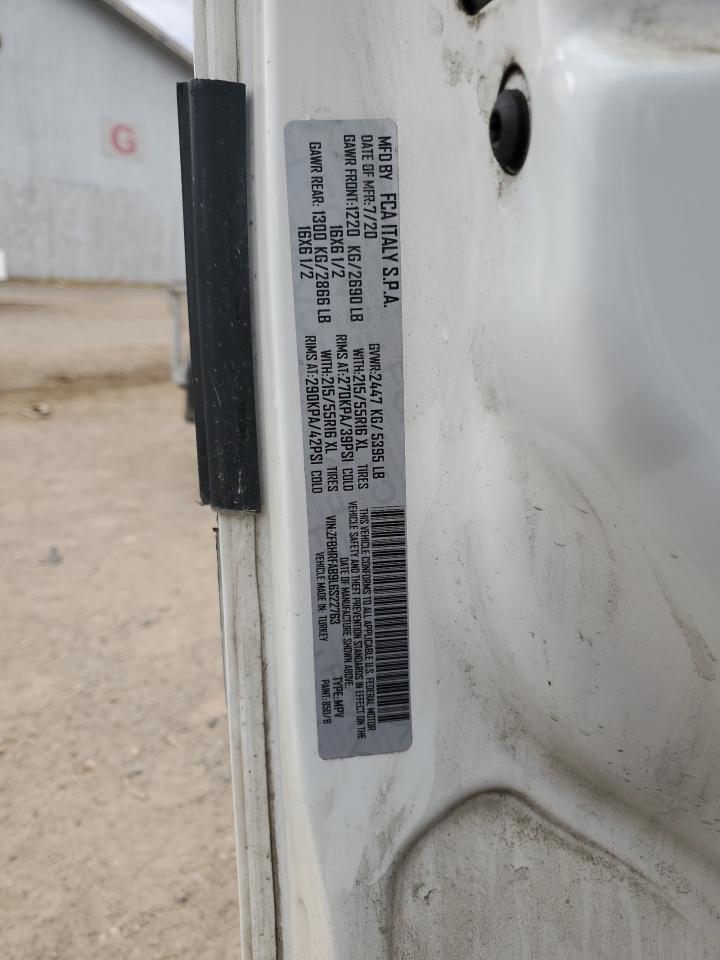 G
MFD BY FCA ITALY S.P.A.
DATE OF MFR:7/20 GVWR:2447 KG/5395 LB
GAWR FRONT:1220 KG/2690 LB WITH:215/55R16 XL TIRES
16X6 1/2 RIMS AT:270KPA/39PSI COLD
GAWR REAR: 1300 KG/2866 LB WITH:215/55R16 XL TIRES
16X6 1/2 RIMS AT:290KPA/42PSI COLD
THIS VEHICLE CONFORMS TO ALL APPLICABLE U.S. FEDERAL MOTOR
VEHICLE SAFETY AND THEFT PREVENTION STANDARDS IN EFFECT ON THE
DATE OF MANUFACTURE SHOWN ABOVE.
VIN:ZFBHRFAB9L6S22763 TYPE:MPV
VEHICLE MADE IN: TURKEY PAINT: 850/B